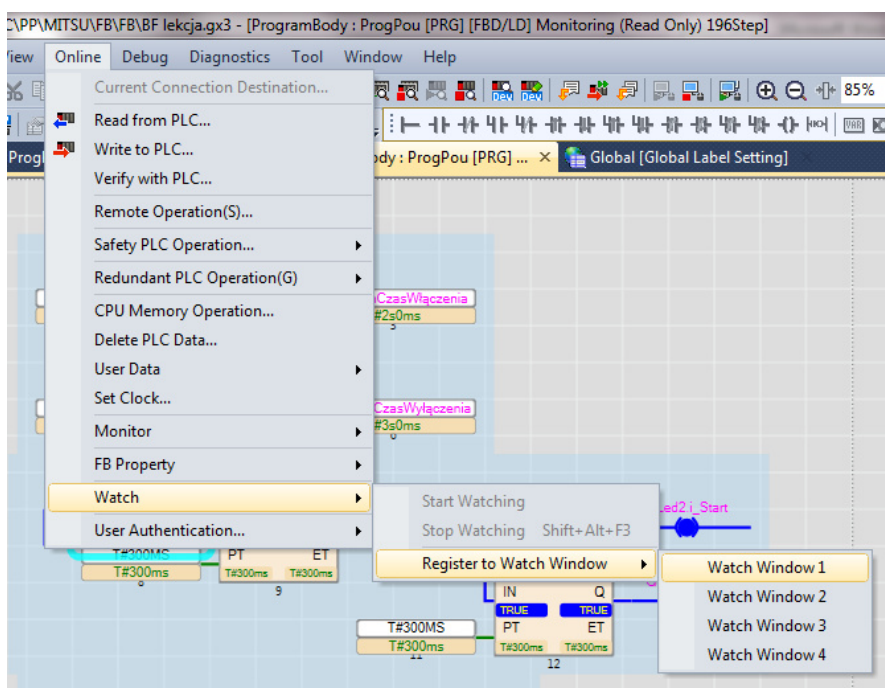 C:\PP\MITSU\FB\FB\BF lekcja.gx3 - [ProgramBody : ProgPou [PRG] [FBD/LD] Monitoring (Read Only) 196Step]
View Online Debug Diagnostics Tool Window Help
85%
Current Connection Destination...
Read from PLC...
Write to PLC...
Verify with PLC...
Remote Operation(S)...
Safety PLC Operation...
Redundant PLC Operation(G)
CPU Memory Operation...
Delete PLC Data...
User Data
Set Clock...
Monitor
FB Property
Watch
User Authentication...
Start Watching
Stop Watching Shift+Alt+F3
Register to Watch Window
Watch Window 1
Watch Window 2
Watch Window 3
Watch Window 4
ody : ProgPou [PRG] ... × Global [Global Label Setting]
CzasWłączenia
#2s0ms
CzasWyłączenia
#3s0ms
Led2.i_Start
T#300MS PT ET
T#300ms T#300ms T#300ms
8 9
IN Q
TRUE TRUE
T#300MS PT ET
T#300ms T#300ms T#300ms
11 12